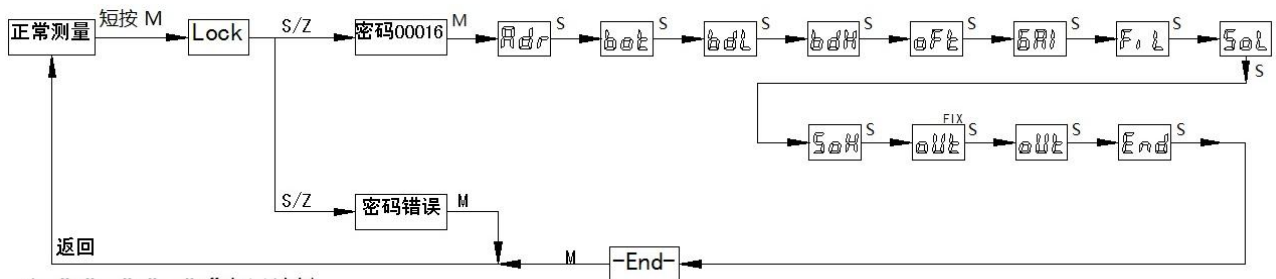 正常测量 短按 M Lock S/Z 密码00016 M Adr S bot S bdL S bdH S oFt S GAI S FiL S SoL
S
SoH S FIX oUt S oUt S End S
S/Z 密码错误 M
返回 M -End-